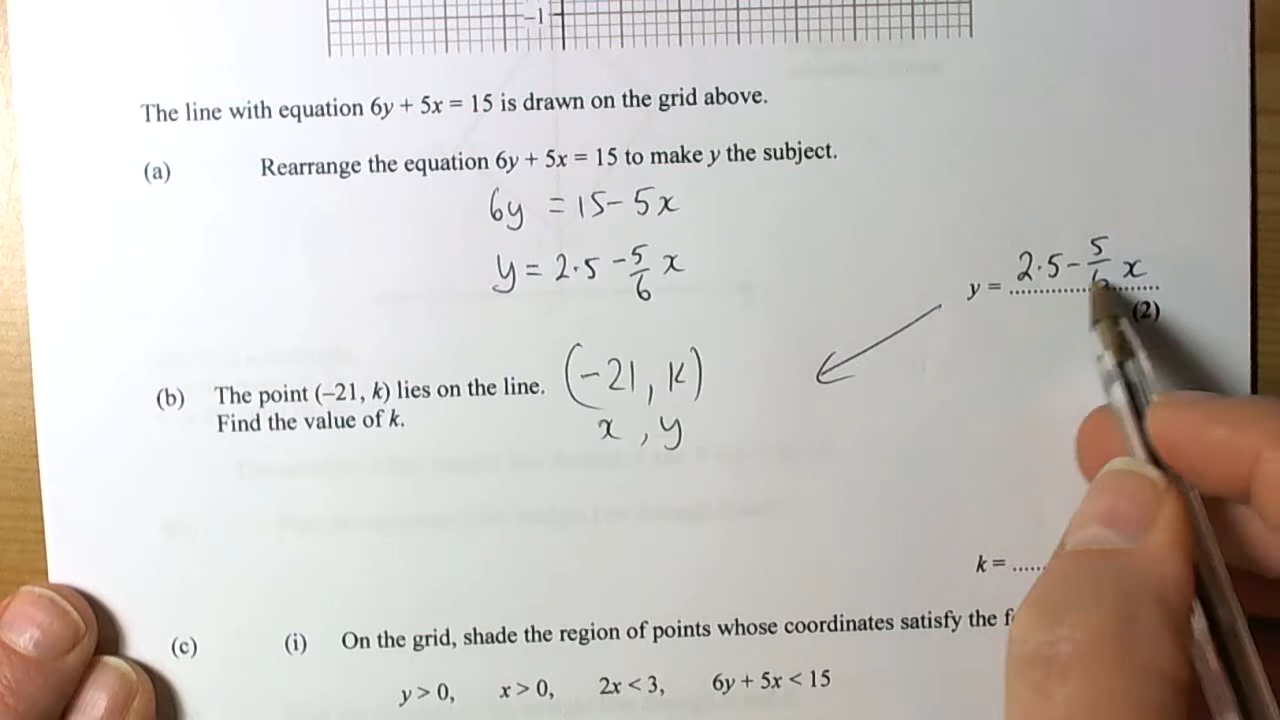 −1
The line with equation 6y + 5x = 15 is drawn on the grid above.
(a) Rearrange the equation 6y + 5x = 15 to make y the subject.
6y = 15 - 5x
y = 2·5 - 5/6 x
y = 2·5 - 5/6 x
(2)
(b) The point (–21, k) lies on the line. (-21, k)
Find the value of k. x , y
k = ......
(c) (i) On the grid, shade the region of points whose coordinates satisfy the
y > 0, x > 0, 2x < 3, 6y + 5x < 15